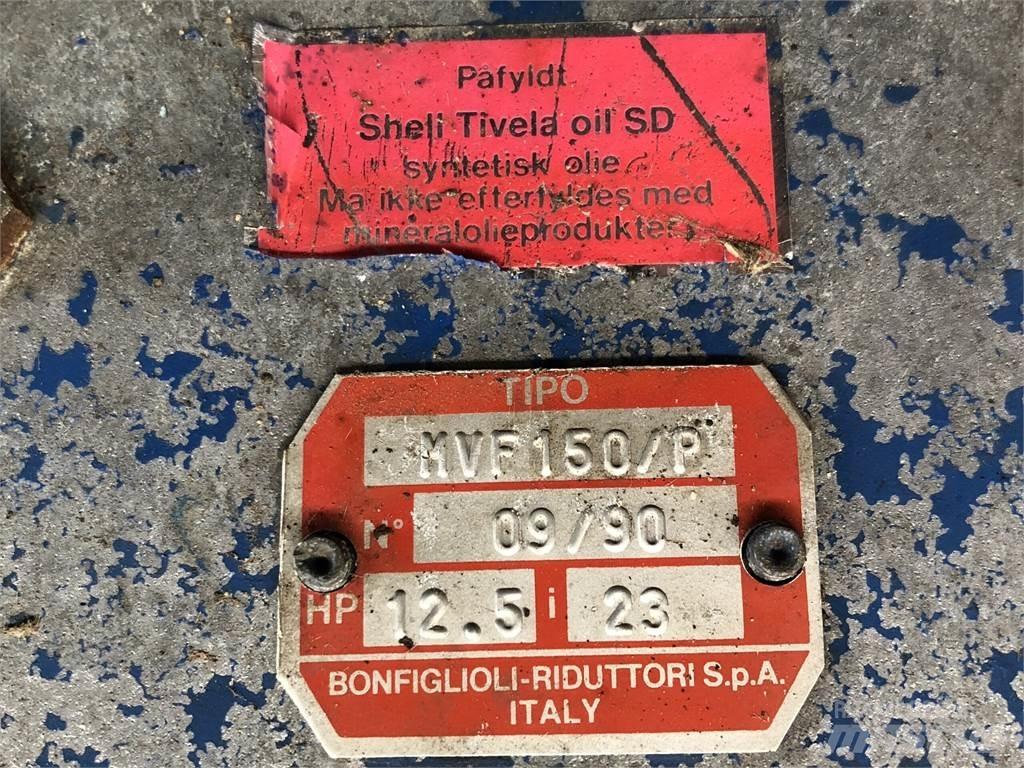 Påfyldt
Shell Tivela oil SD
syntetisk olie.
Må ikke efterfyldes med
mineralolieprodukter
TIPO
MVF150/P
N° 09/90
HP 12.5 i 23
BONFIGLIOLI-RIDUTTORI S.p.A.
ITALY